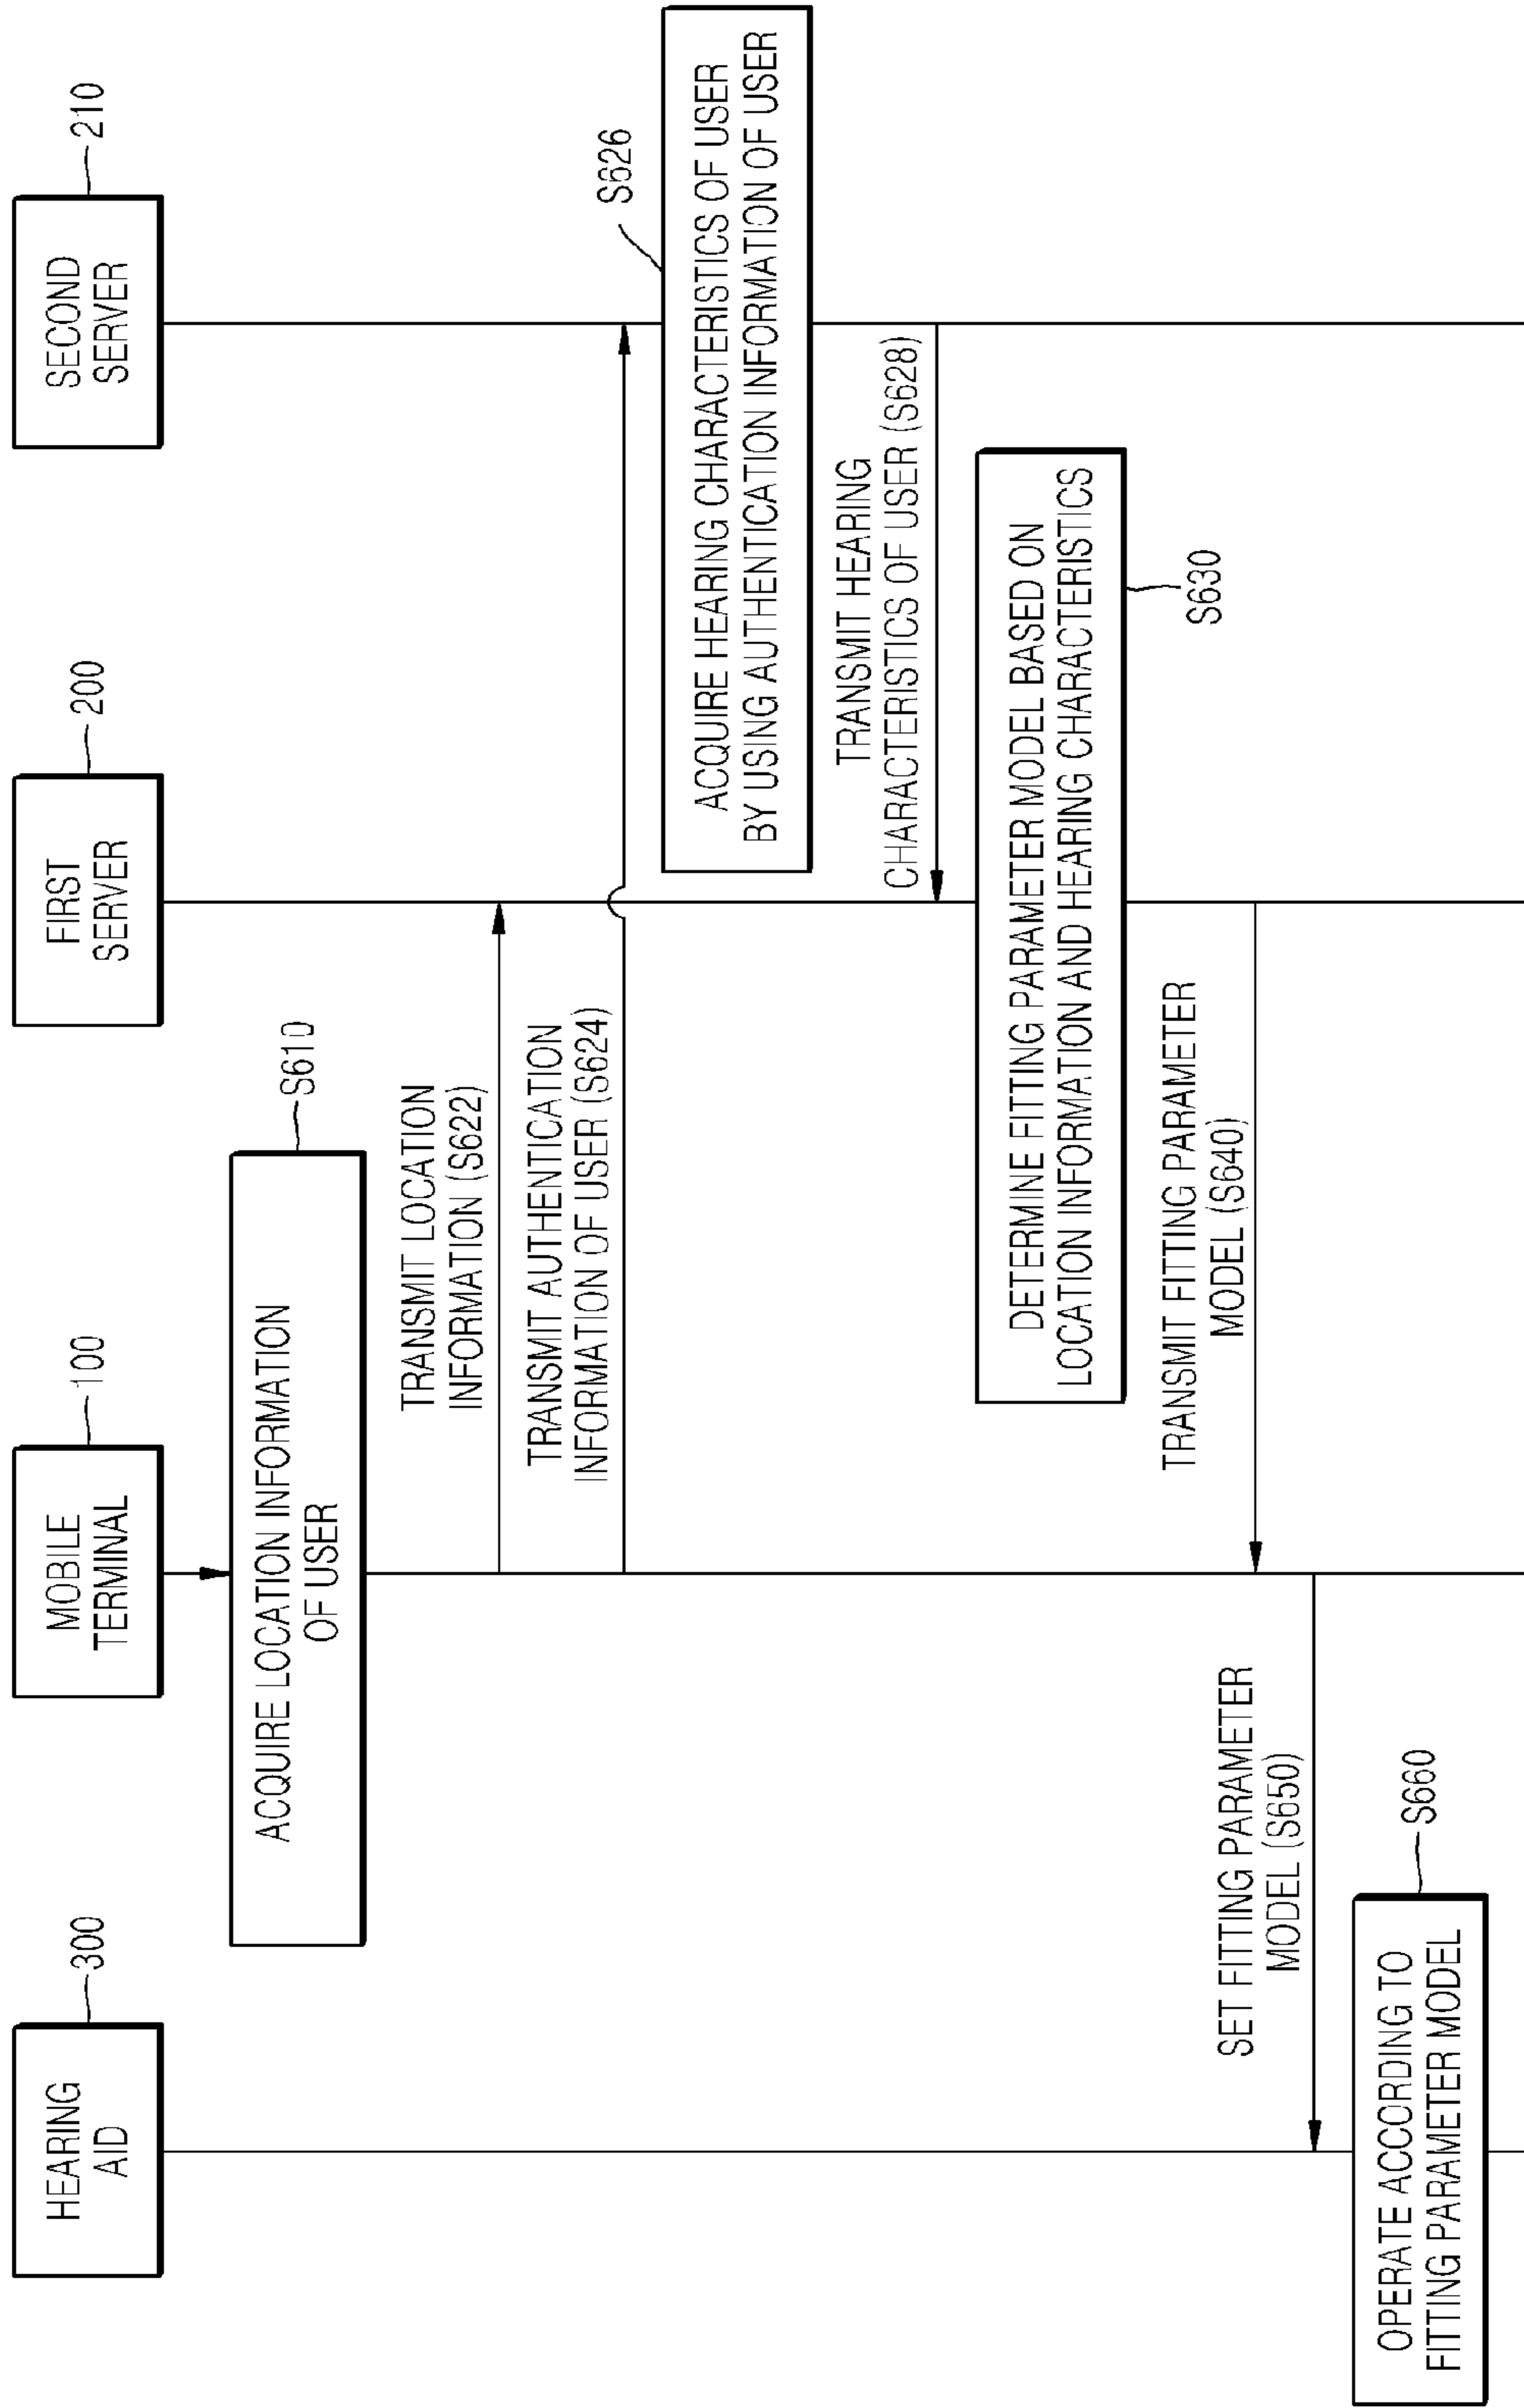 HEARING
AID
300
MOBILE
TERMINAL
100
FIRST
SERVER
200
SECOND
SERVER
210
ACQUIRE LOCATION INFORMATION
OF USER
S610
TRANSMIT LOCATION
INFORMATION (S622)
TRANSMIT AUTHENTICATION
INFORMATION OF USER (S624)
S626
ACQUIRE HEARING CHARACTERISTICS OF USER
BY USING AUTHENTICATION INFORMATION OF USER
TRANSMIT HEARING
CHARACTERISTICS OF USER (S628)
DETERMINE FITTING PARAMETER MODEL BASED ON
LOCATION INFORMATION AND HEARING CHARACTERISTICS
S630
TRANSMIT FITTING PARAMETER
MODEL (S640)
SET FITTING PARAMETER
MODEL (S650)
OPERATE ACCORDING TO
FITTING PARAMETER MODEL
S660